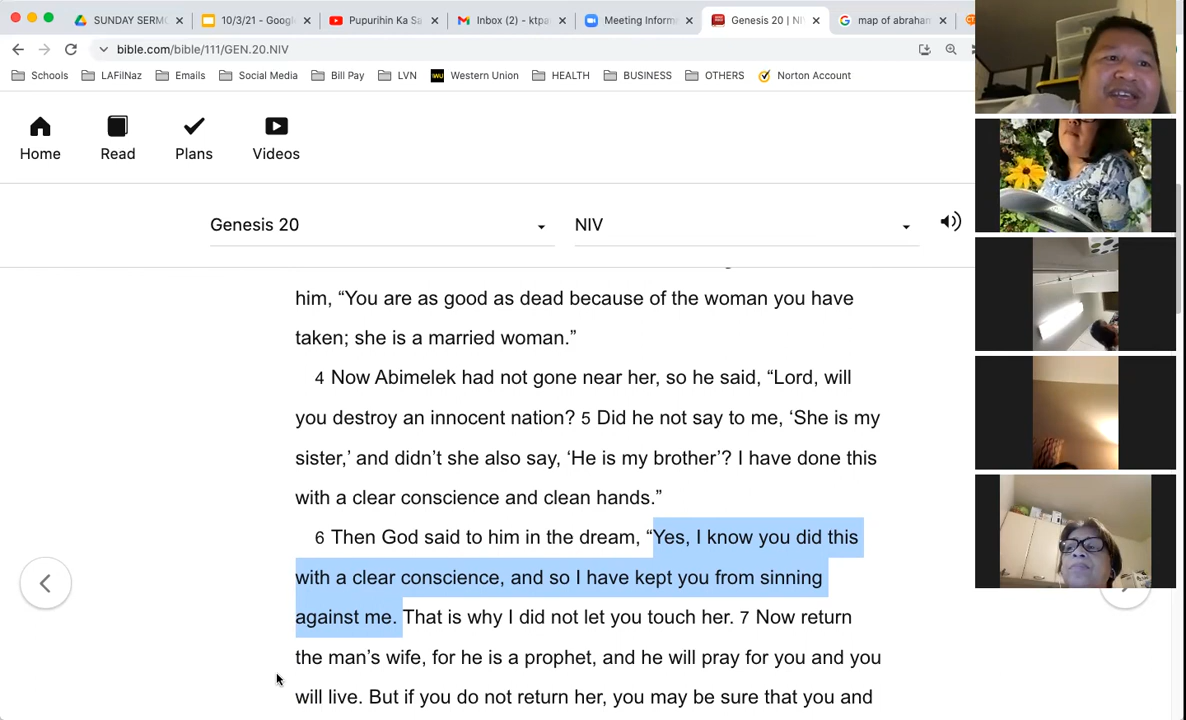 SUNDAY SERMO
10/3/21 - Google
Pupurihin Ka Sa
Inbox (2) - ktpa
Meeting Inform
Genesis 20 | NI
map of abraham
bible.com/bible/111/GEN.20.NIV
Schools LAFilNaz Emails Social Media Bill Pay LVN WU Western Union HEALTH BUSINESS OTHERS Norton Account
Home Read Plans Videos
Genesis 20 NIV
him, “You are as good as dead because of the woman you have
taken; she is a married woman.”
4 Now Abimelek had not gone near her, so he said, “Lord, will
you destroy an innocent nation? 5 Did he not say to me, ‘She is my
sister,’ and didn’t she also say, ‘He is my brother’? I have done this
with a clear conscience and clean hands.”
6 Then God said to him in the dream, “Yes, I know you did this
with a clear conscience, and so I have kept you from sinning
against me. That is why I did not let you touch her. 7 Now return
the man’s wife, for he is a prophet, and he will pray for you and you
will live. But if you do not return her, you may be sure that you and